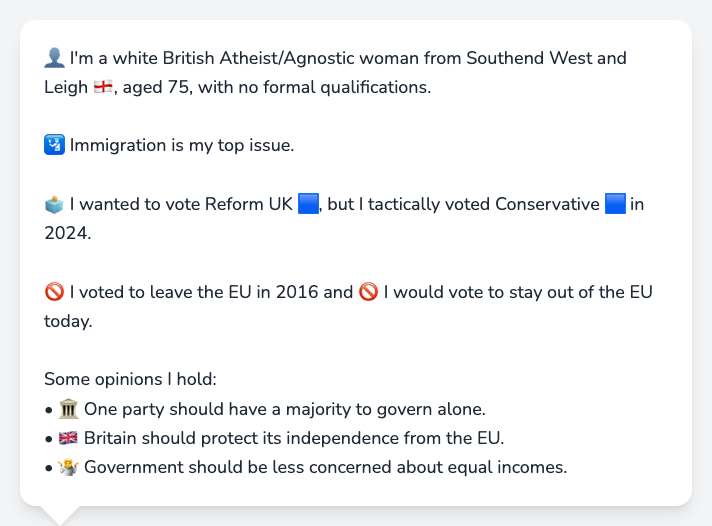 👤 I'm a white British Atheist/Agnostic woman from Southend West and
Leigh 🏴󠁧󠁢󠁥󠁮󠁧󠁿, aged 75, with no formal qualifications.
🛂 Immigration is my top issue.
🗳️ I wanted to vote Reform UK 🟦, but I tactically voted Conservative 🟦 in
2024.
🚫 I voted to leave the EU in 2016 and 🚫 I would vote to stay out of the EU
today.
Some opinions I hold:
• 🏛️ One party should have a majority to govern alone.
• 🇬🇧 Britain should protect its independence from the EU.
• 🤷 Government should be less concerned about equal incomes.